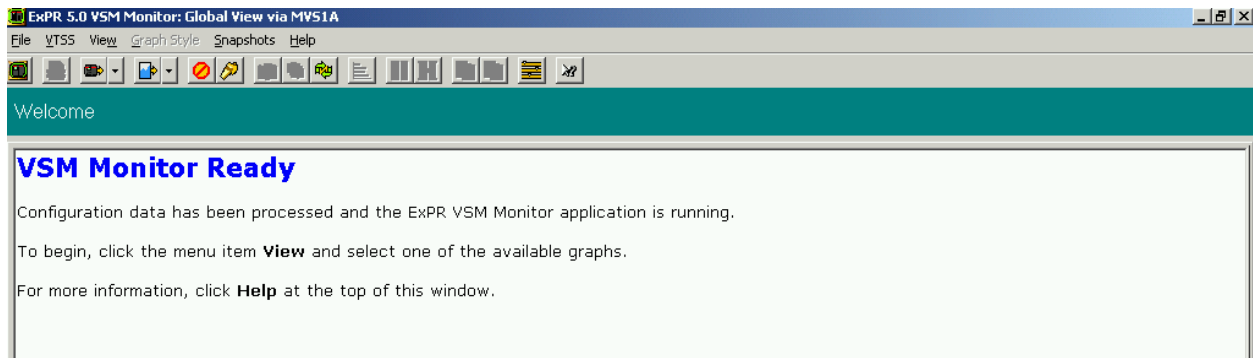 ExPR 5.0 VSM Monitor: Global View via MVS1A
File VTSS View Graph Style Snapshots Help
Welcome
VSM Monitor Ready
Configuration data has been processed and the ExPR VSM Monitor application is running.
To begin, click the menu item View and select one of the available graphs.
For more information, click Help at the top of this window.